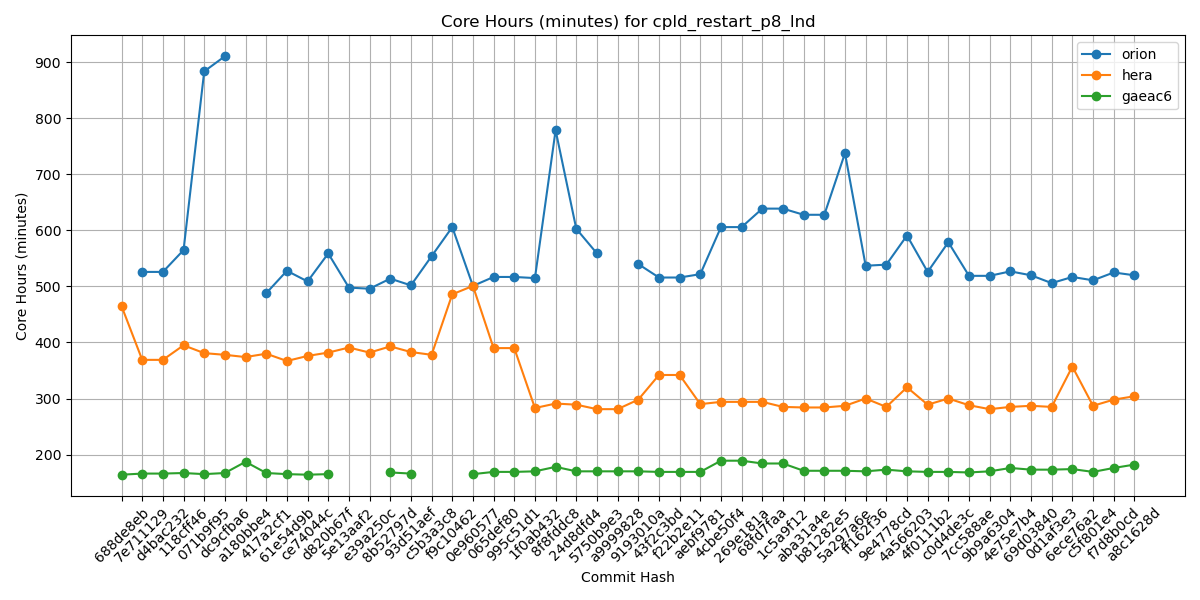 Core Hours (minutes) for cpld_restart_p8_lnd
orion
hera
gaeac6
Core Hours (minutes)
900
800
700
600
500
400
300
200
688de8eb
7e711129
d4bac232
118cff46
071b9f95
dc9cfba6
a180bbe4
417a2cf1
61e54d9b
ce74044c
d820b67f
5e13aaf2
e39a250c
8b52797d
93d51aef
c5b3a3c8
f9c10462
0e960577
065def80
995c51d1
1f0ab432
8f8fddc8
24d8dfd4
5750b9e3
a9999828
9193010a
43f253bd
f22b2e11
aebf9781
4cbe50f4
269e181a
68fd7faa
1c5a9f12
aba31a4e
b81282e5
5a297a6e
ff162f36
9e4778cd
4a566203
4f011b2
c0d4de3c
7cc588ae
9b9a6304
4e75e7b4
69d03840
0d1af3e3
6ece76a2
c5f801e4
f7d8b0cd
a8c1628d
Commit Hash